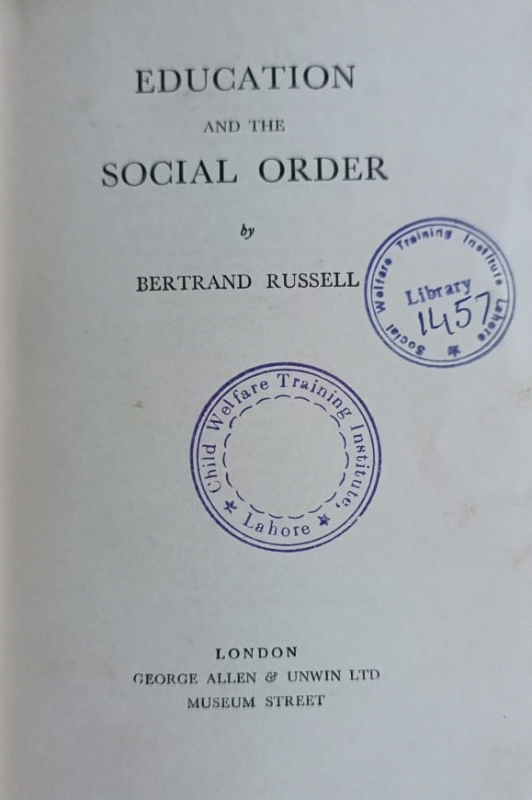 EDUCATION
AND THE
SOCIAL ORDER
by
BERTRAND RUSSELL
Social Welfare Training Institute Lahore
Library
1457
Child Welfare Training Institute,
Lahore
LONDON
GEORGE ALLEN & UNWIN LTD
MUSEUM STREET